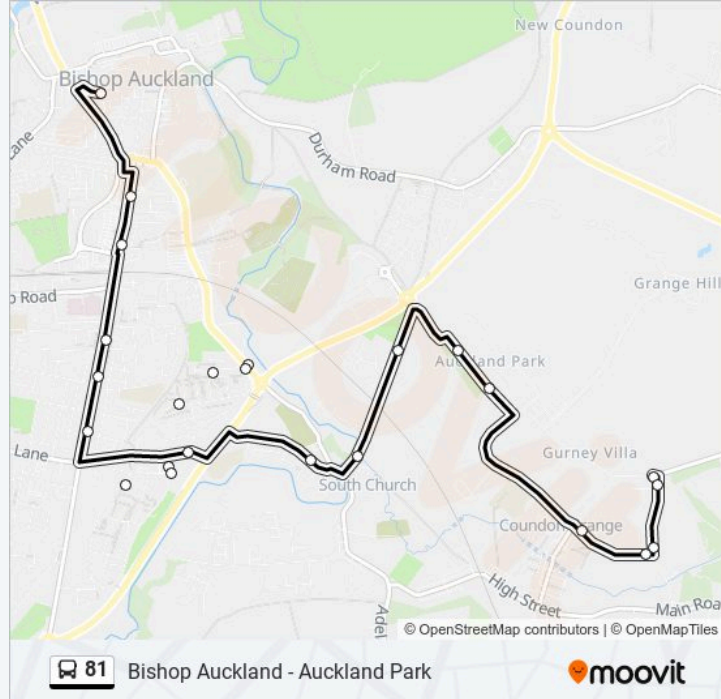 New Coundon
Bishop Auckland
Lane
Durham Road
Grange Hill
Road
Auckland Park
Lane
Gurney Villa
South Church
Coundon Grange
High Street
Main Roa
Adel
© OpenStreetMap contributors | © OpenMapTiles
81 Bishop Auckland - Auckland Park
moovit